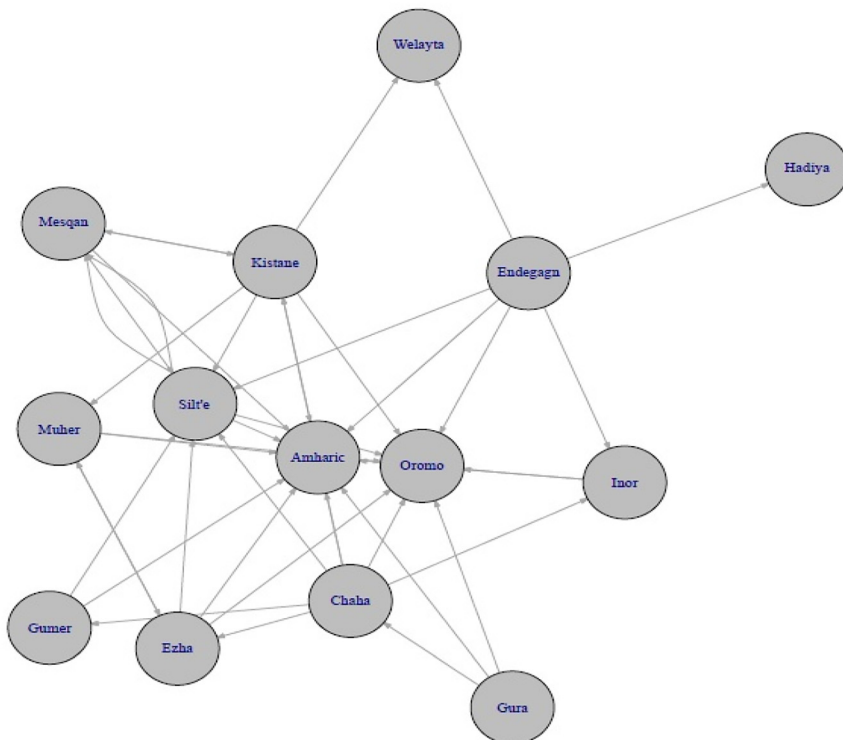 Welayta
Hadiya
Mesqan
Kistane
Endegagn
Silt'e
Muher
Amharic
Oromo
Inor
Chaha
Gumer
Ezha
Gura